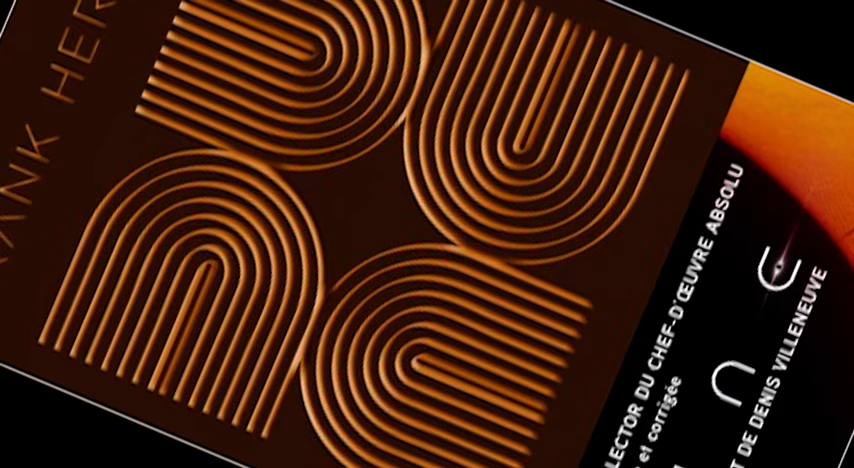 ANK HER
LECTOR DU CHEF-D'ŒUVRE ABSOLU
et corrigée
T DE DENIS VILLENEUVE